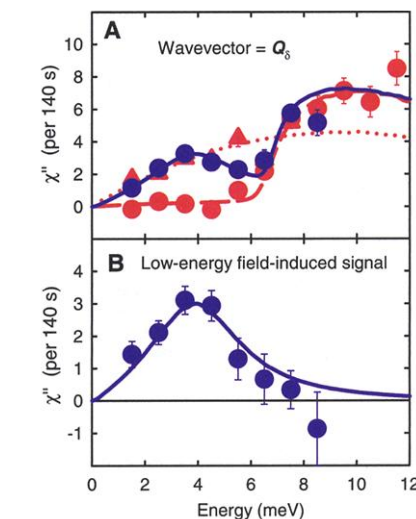 A
Wavevector = Qδ
χ" (per 140 s)
10
8
6
4
2
0
B
Low-energy field-induced signal
χ" (per 140 s)
4
3
2
1
0
-1
0 2 4 6 8 10 12
Energy (meV)